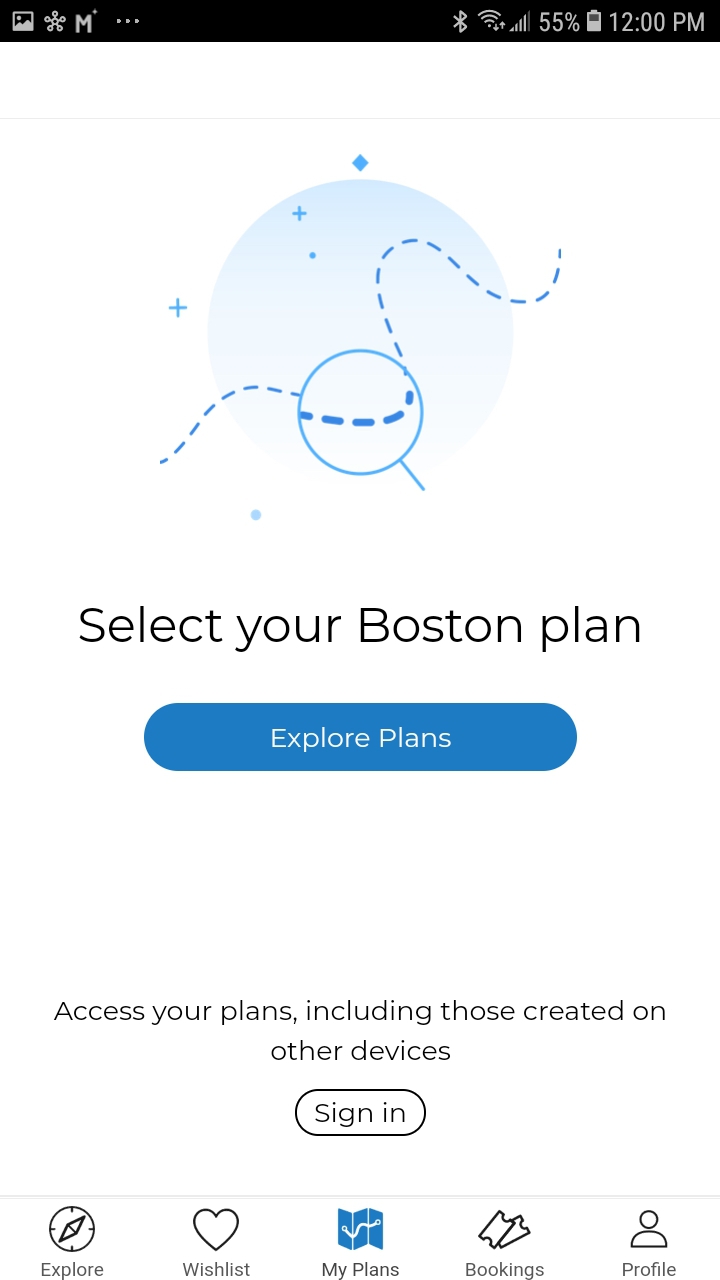 55% 12:00 PM
Select your Boston plan
Explore Plans
Access your plans, including those created on
other devices
Sign in
Explore Wishlist My Plans Bookings Profile